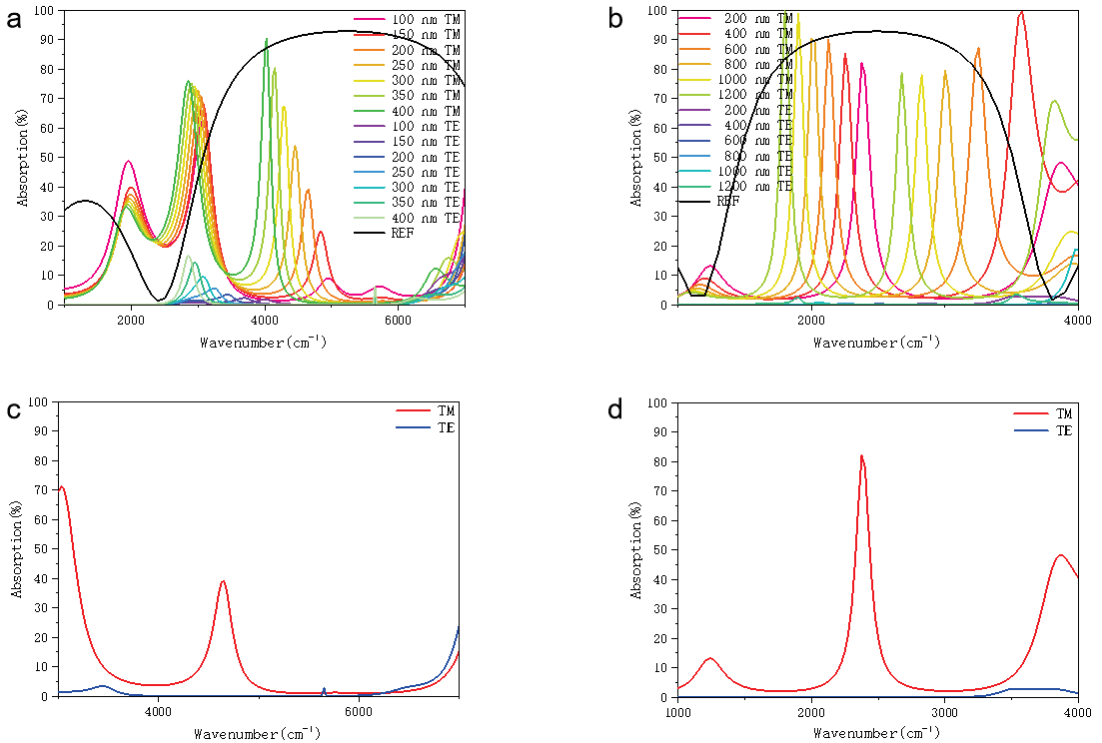 a
100 nm TM
150 nm TM
200 nm TM
250 nm TM
300 nm TM
350 nm TM
400 nm TM
100 nm TE
150 nm TE
200 nm TE
250 nm TE
300 nm TE
350 nm TE
400 nm TE
REF
100
90
80
70
60
50
40
30
20
10
0
Absorption(%)
2000 4000 6000
Wavenumber(cm⁻¹)
b
200 nm TM
400 nm TM
600 nm TM
800 nm TM
1000 nm TM
1200 nm TM
200 nm TE
400 nm TE
600 nm TE
800 nm TE
1000 nm TE
1200 nm TE
REF
100
90
80
70
60
50
40
30
20
10
0
Absorption(%)
2000 3000 4000
Wavenumber(cm⁻¹)
c
TM
TE
100
90
80
70
60
50
40
30
20
10
0
Absorption(%)
4000 6000
Wavenumber(cm⁻¹)
d
TM
TE
100
90
80
70
60
50
40
30
20
10
0
Absorption(%)
1000 2000 3000 4000
Wavenumber(cm⁻¹)